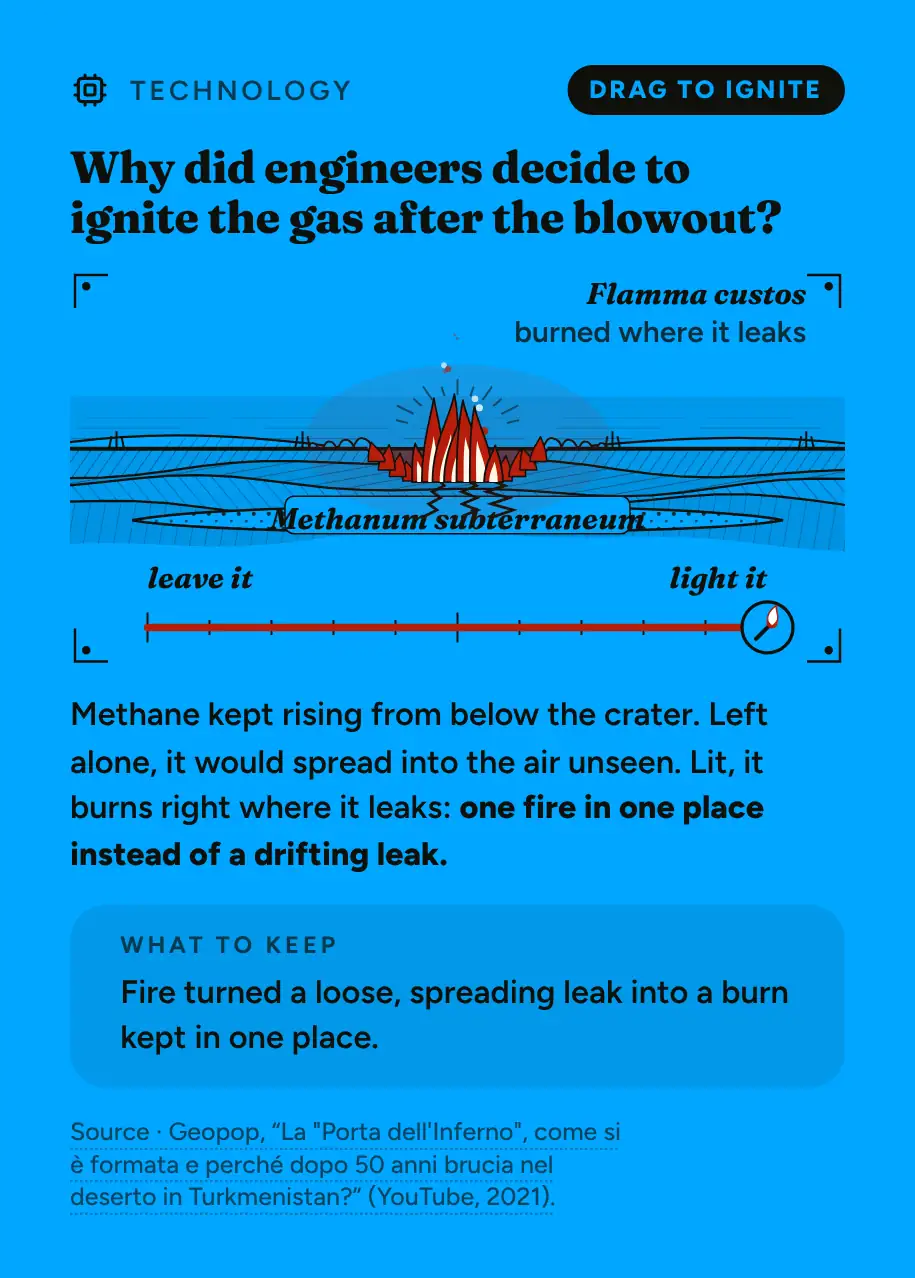 TECHNOLOGY
DRAG TO IGNITE
Why did engineers decide to
ignite the gas after the blowout?
Flamma custos
burned where it leaks
Methanum subterraneum
leave it
light it
Methane kept rising from below the crater. Left
alone, it would spread into the air unseen. Lit, it
burns right where it leaks: one fire in one place
instead of a drifting leak.
WHAT TO KEEP
Fire turned a loose, spreading leak into a burn
kept in one place.
Source · Geopop, “La "Porta dell'Inferno", come si
è formata e perché dopo 50 anni brucia nel
deserto in Turkmenistan?” (YouTube, 2021).